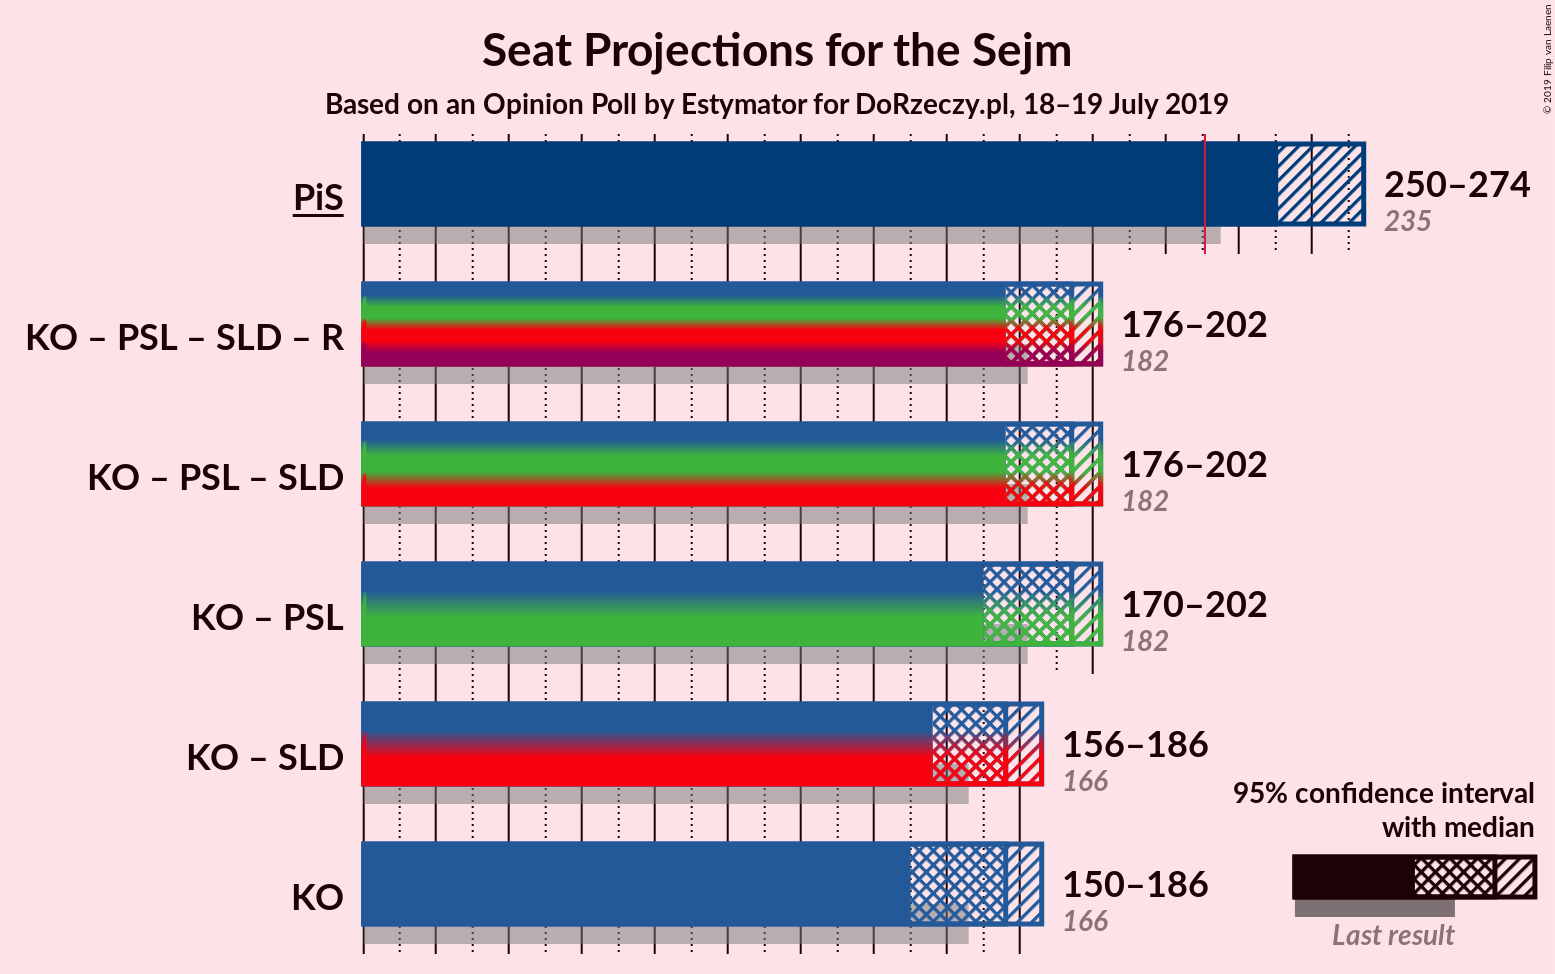 Seat Projections for the Sejm
Based on an Opinion Poll by Estymator for DoRzeczy.pl, 18–19 July 2019
© 2019 Filip van Laenen
PiS
250–274
235
KO – PSL – SLD – R
176–202
182
KO – PSL – SLD
176–202
182
KO – PSL
170–202
182
KO – SLD
156–186
166
KO
150–186
166
95% confidence interval
with median
Last result